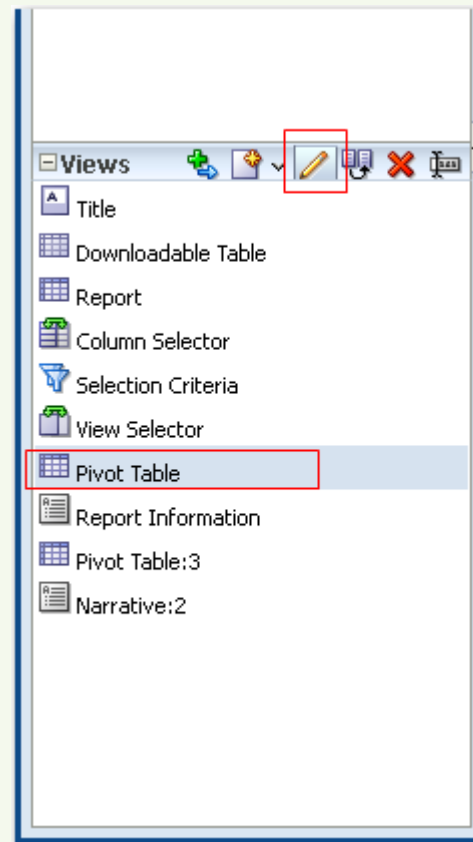 Views
Title
Downloadable Table
Report
Column Selector
Selection Criteria
View Selector
Pivot Table
Report Information
Pivot Table:3
Narrative:2